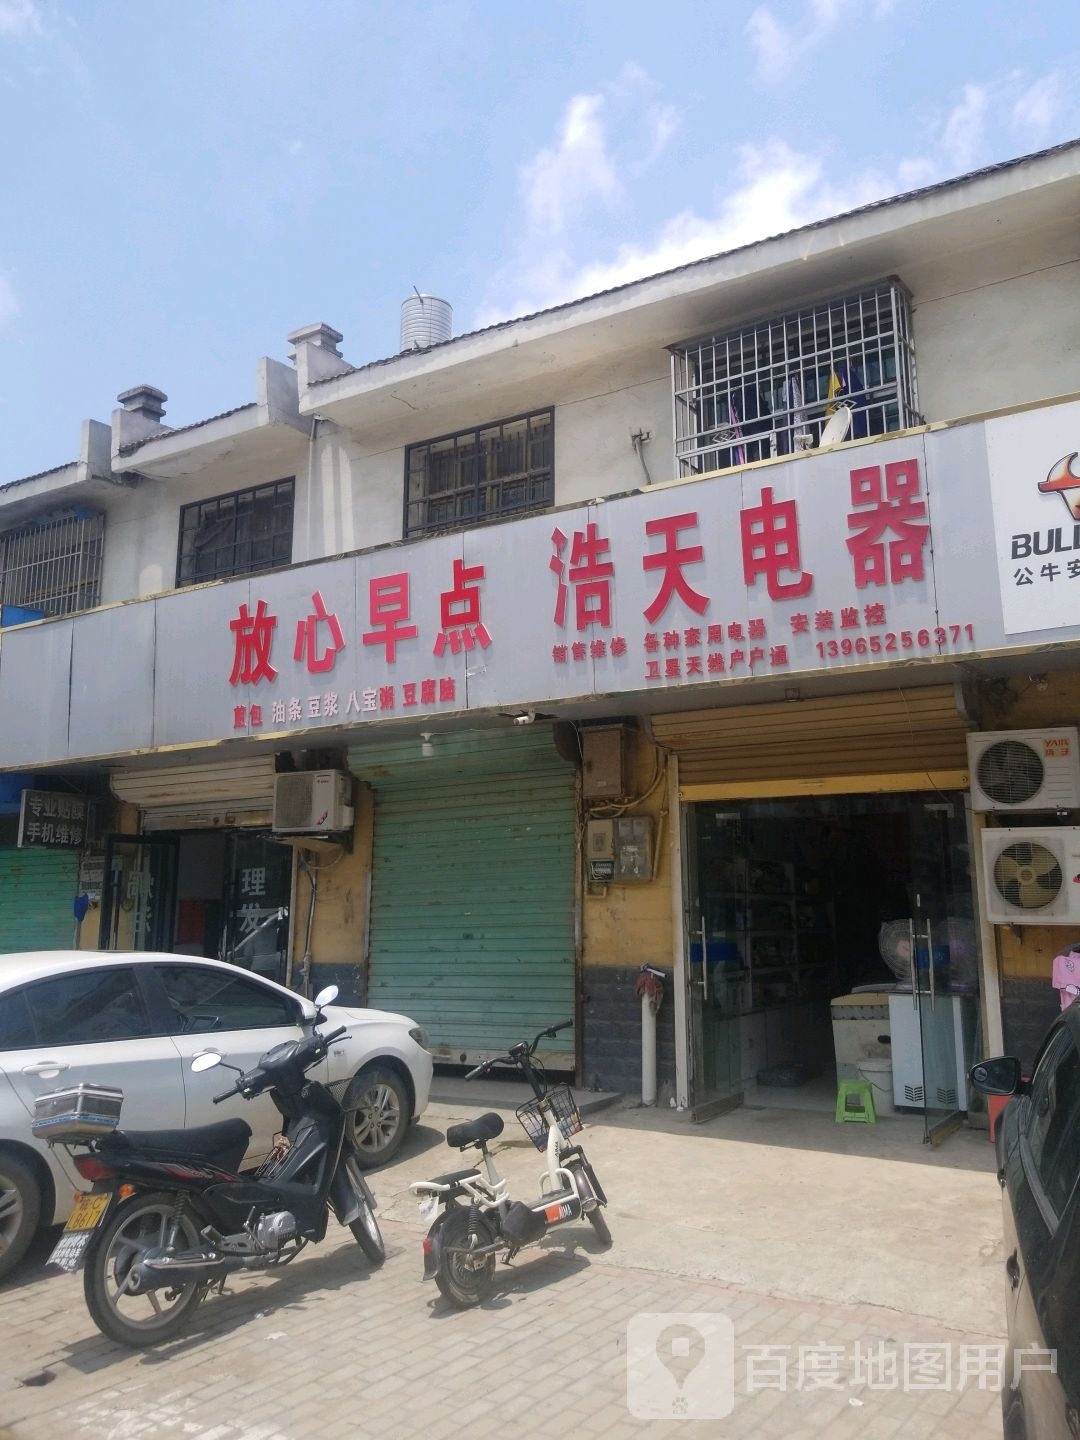 放心早点
煎包 油条 豆浆 八宝粥 豆腐脑
浩天电器
销售维修 各种家周电器 安装监控
卫星天线户户通 13965256371
BULL
公牛安
专业贴膜
手机维修
理发
AIMA
百度地图用户